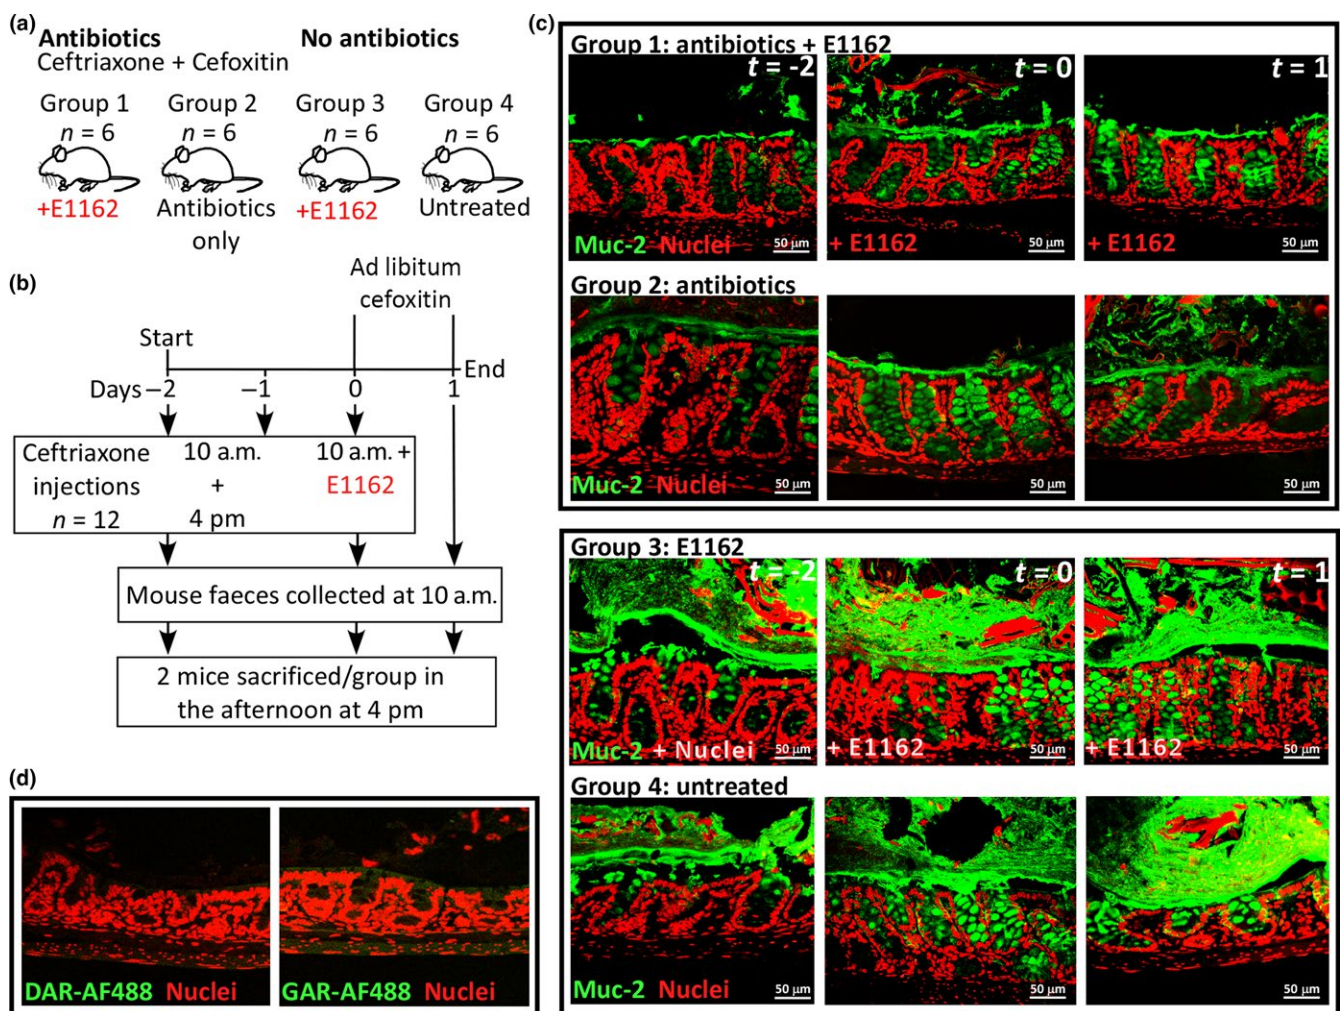 (a)
Antibiotics No antibiotics
Ceftriaxone + Cefoxitin
Group 1 Group 2 Group 3 Group 4
n = 6 n = 6 n = 6 n = 6
+E1162 Antibiotics only +E1162 Untreated
(b)
Ad libitum
cefoxitin
Start
End
Days –2 –1 0 1
Ceftriaxone 10 a.m. 10 a.m. +
injections + E1162
n = 12 4 pm
Mouse faeces collected at 10 a.m.
2 mice sacrificed/group in
the afternoon at 4 pm
(c)
Group 1: antibiotics + E1162
t = -2 t = 0 t = 1
Muc-2 Nuclei 50 µm + E1162 50 µm + E1162 50 µm
Group 2: antibiotics
Muc-2 Nuclei 50 µm 50 µm 50 µm
Group 3: E1162
t = -2 t = 0 t = 1
Muc-2 + Nuclei 50 µm + E1162 50 µm + E1162 50 µm
Group 4: untreated
Muc-2 Nuclei 50 µm 50 µm 50 µm
(d)
DAR-AF488 Nuclei GAR-AF488 Nuclei